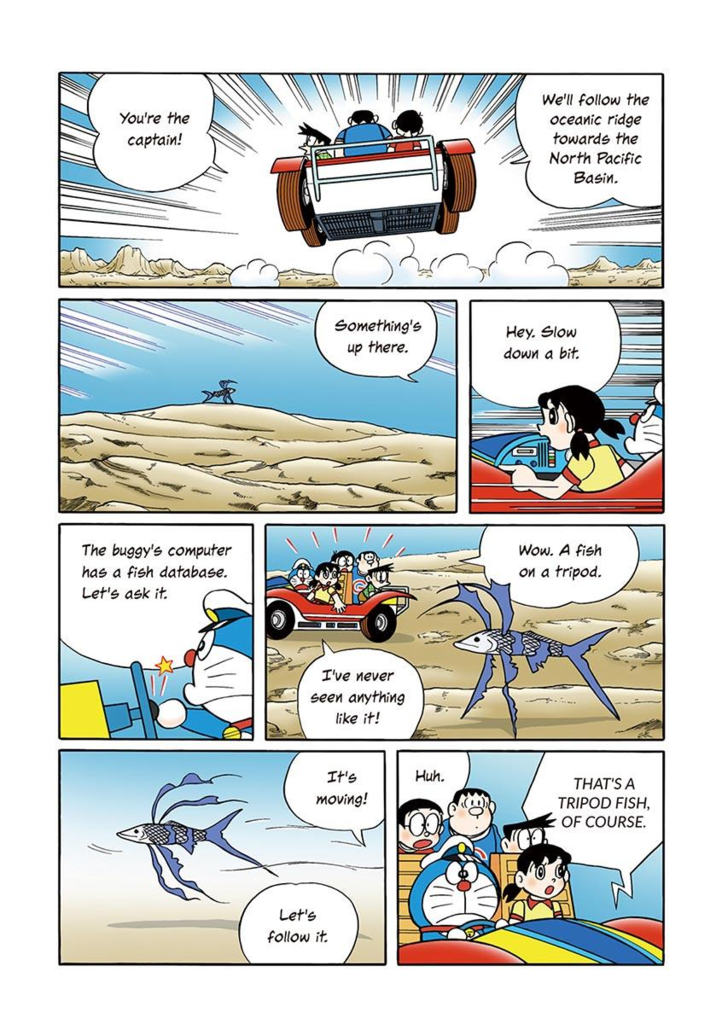 We'll follow the
oceanic ridge
towards the
North Pacific
Basin.
You're the
captain!
Hey. Slow
down a bit.
Something's
up there.
Wow. A fish
on a tripod.
I've never
seen anything
like it!
The buggy's computer
has a fish database.
Let's ask it.
THAT'S A
TRIPOD FISH,
OF COURSE.
Huh.
It's
moving!
Let's
follow it.